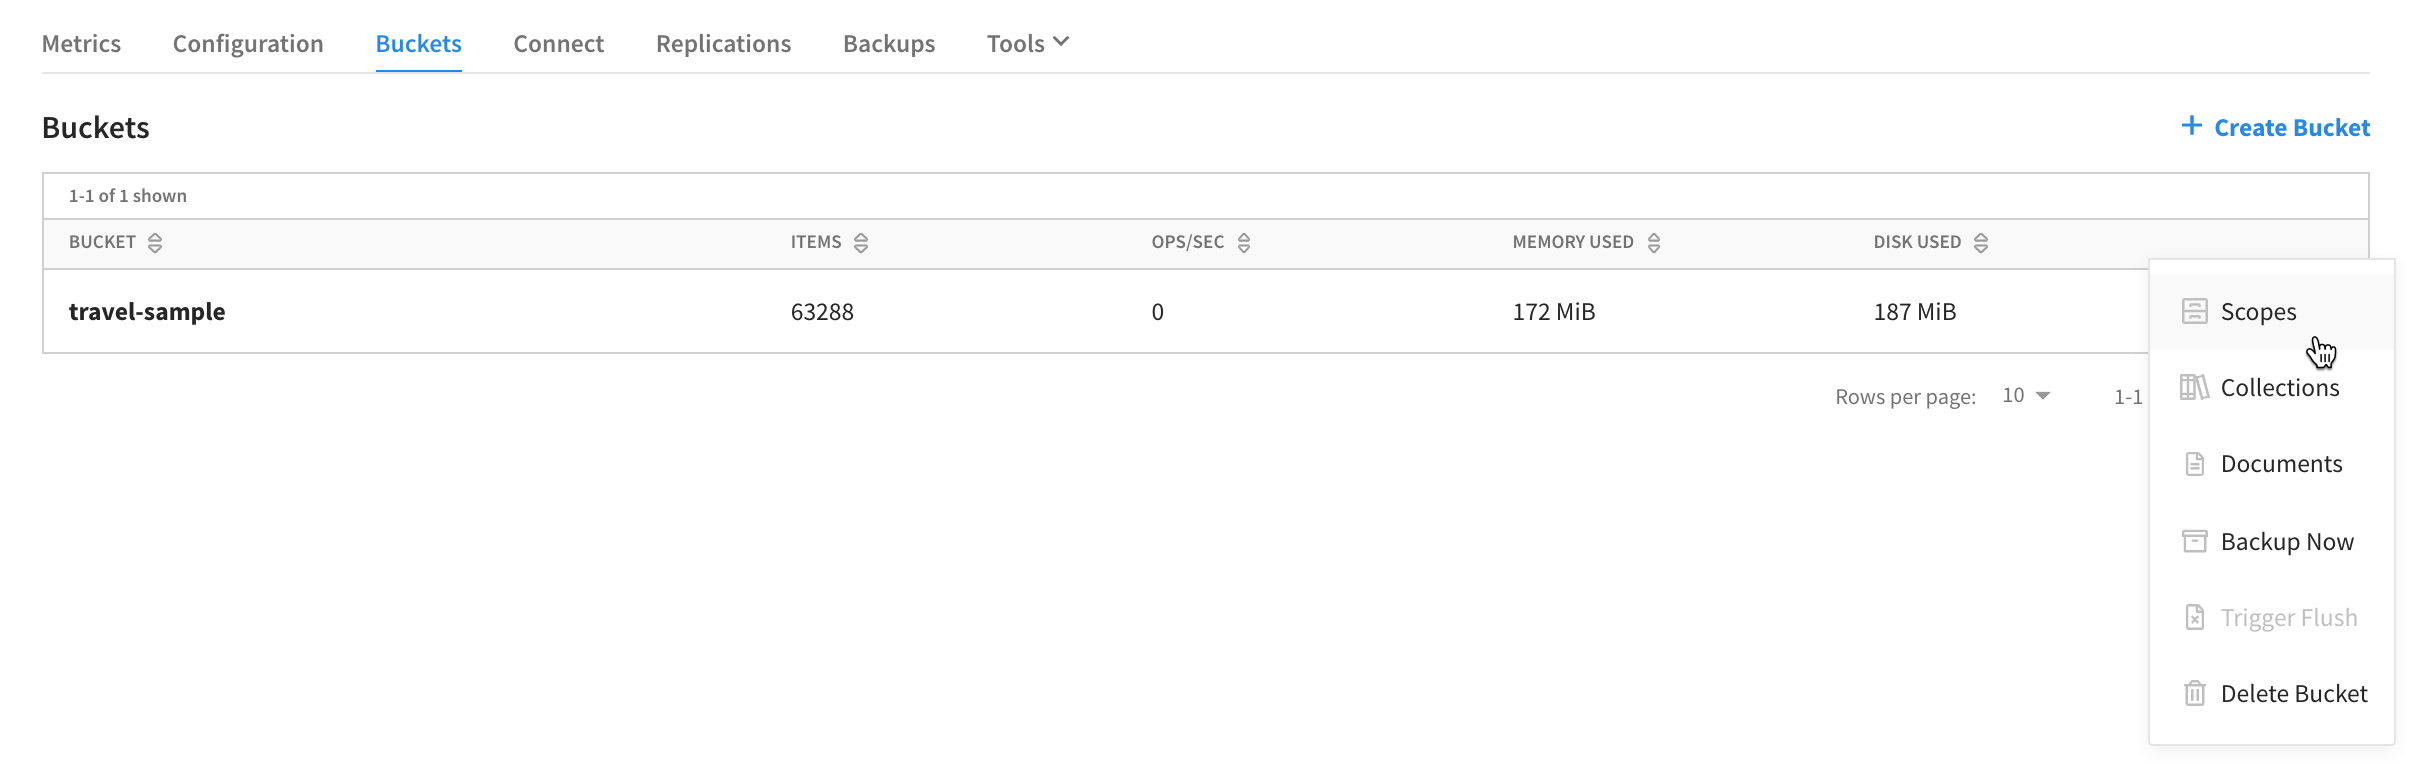 Metrics Configuration Buckets Connect Replications Backups Tools
Buckets
+ Create Bucket
1-1 of 1 shown
BUCKET ITEMS OPS/SEC MEMORY USED DISK USED
travel-sample 63288 0 172 MiB 187 MiB
Rows per page: 10 1-1
Scopes
Collections
Documents
Backup Now
Trigger Flush
Delete Bucket